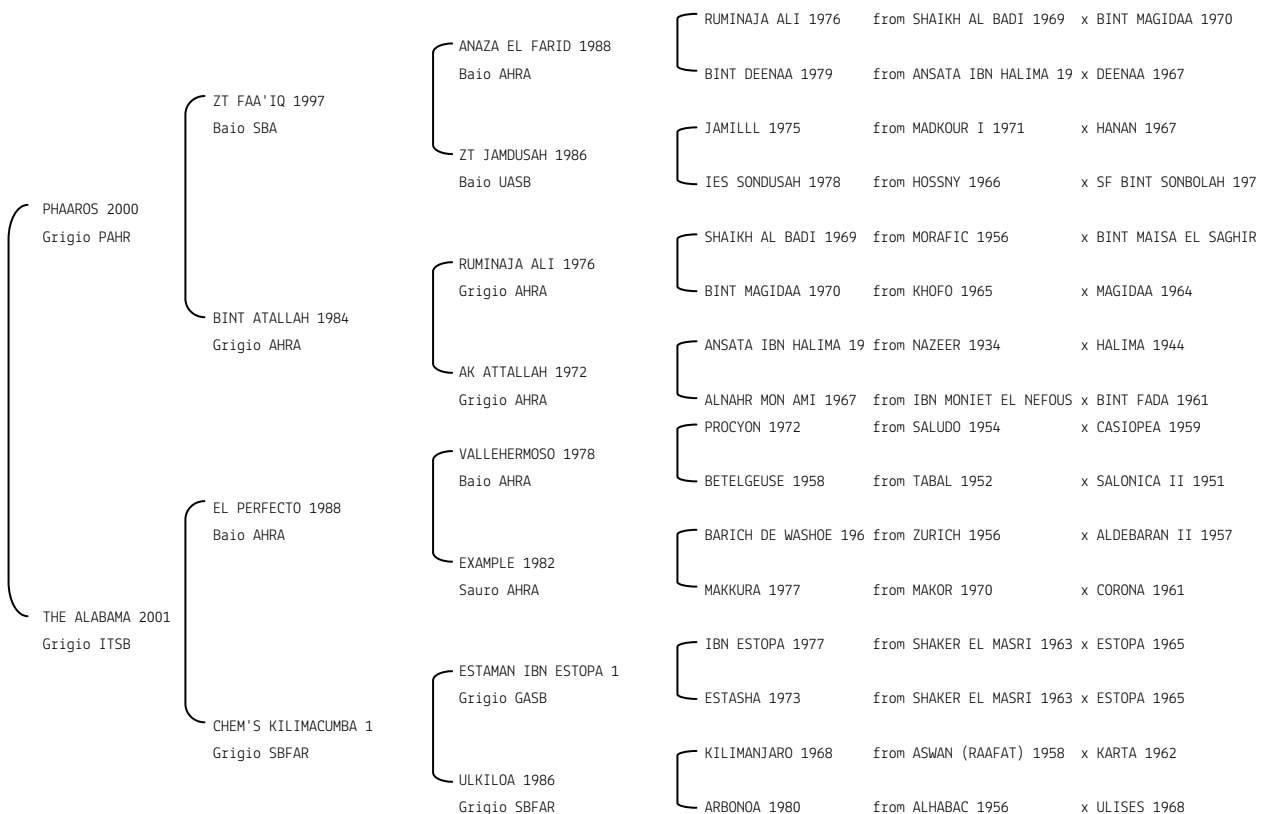 RUMINAJA ALI 1976 from SHAIKH AL BADI 1969 x BINT MAGIDAA 1970
ANAZA EL FARID 1988
Baio AHRA
BINT DEENAA 1979 from ANSATA IBN HALIMA 19 x DEENAA 1967
ZT FAA'IQ 1997
Baio SBA
JAMILLL 1975 from MADKOUR I 1971 x HANAN 1967
ZT JAMDUSAH 1986
Baio UASB
IES SONDUSAH 1978 from HOSSNY 1966 x SF BINT SONBOLAH 197
PHAAROS 2000
Grigio PAHR
SHAIKH AL BADI 1969 from MORAFIC 1956 x BINT MAISA EL SAGHIR
RUMINAJA ALI 1976
Grigio AHRA
BINT MAGIDAA 1970 from KHOFO 1965 x MAGIDAA 1964
BINT ATALLAH 1984
Grigio AHRA
ANSATA IBN HALIMA 19 from NAZEER 1934 x HALIMA 1944
AK ATTALLAH 1972
Grigio AHRA
ALNAHR MON AMI 1967 from IBN MONIET EL NEFOUS x BINT FADA 1961
PROCYON 1972 from SALUDO 1954 x CASIOPEA 1959
VALLEHERMOSO 1978
Baio AHRA
BETELGEUSE 1958 from TABAL 1952 x SALONICA II 1951
EL PERFECTO 1988
Baio AHRA
BARICH DE WASHOE 196 from ZURICH 1956 x ALDEBARAN II 1957
EXAMPLE 1982
Sauro AHRA
MAKKURA 1977 from MAKOR 1970 x CORONA 1961
THE ALABAMA 2001
Grigio ITSB
IBN ESTOPA 1977 from SHAKER EL MASRI 1963 x ESTOPA 1965
ESTAMAN IBN ESTOPA 1
Grigio GASB
ESTASHA 1973 from SHAKER EL MASRI 1963 x ESTOPA 1965
CHEM'S KILIMACUMBA 1
Grigio SBFAR
KILIMANJARO 1968 from ASWAN (RAAFAT) 1958 x KARTA 1962
ULKILOA 1986
Grigio SBFAR
ARBONOA 1980 from ALHABAC 1956 x ULISES 1968